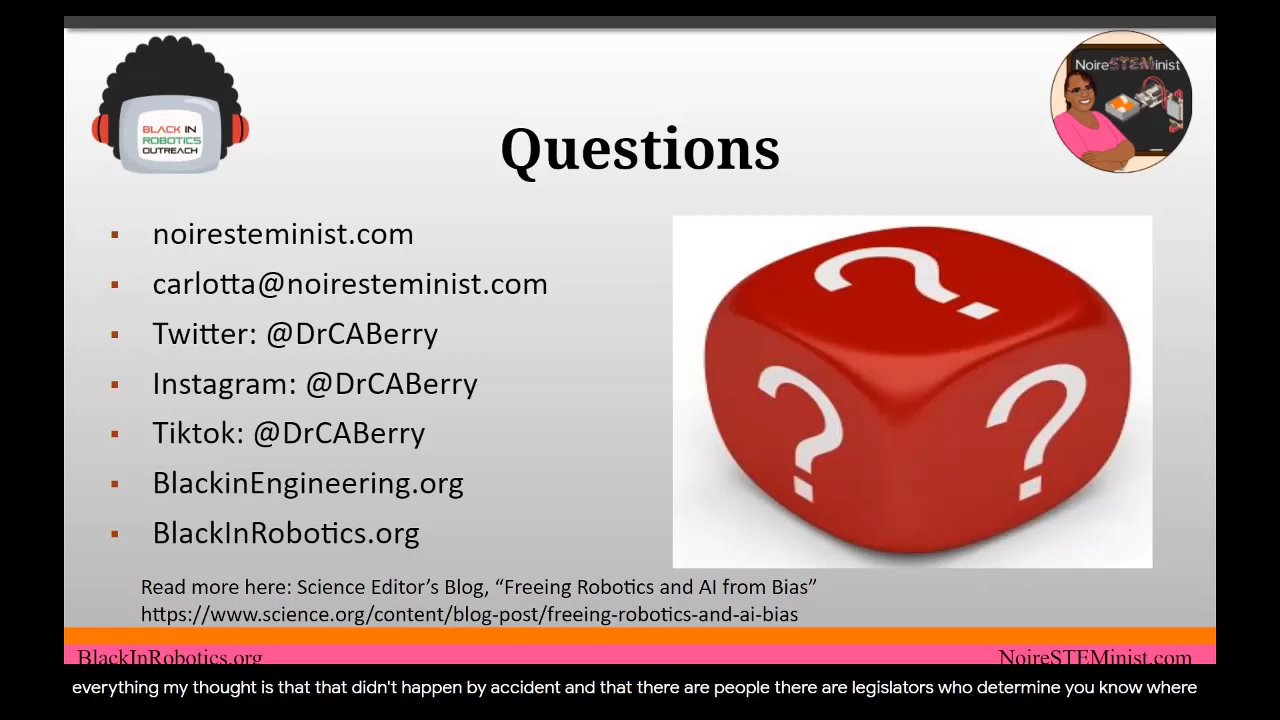 BLACK IN
ROBOTICS
OUTREACH
NoireSTEMinist
Questions
noiresteminist.com
carlotta@noiresteminist.com
Twitter: @DrCABerry
Instagram: @DrCABerry
Tiktok: @DrCABerry
BlackinEngineering.org
BlackInRobotics.org
? ? ?
Read more here: Science Editor’s Blog, “Freeing Robotics and AI from Bias”
https://www.science.org/content/blog-post/freeing-robotics-and-ai-bias
BlackInRobotics.org
NoireSTEMinist.com
everything my thought is that that didn't happen by accident and that there are people there are legislators who determine you know where